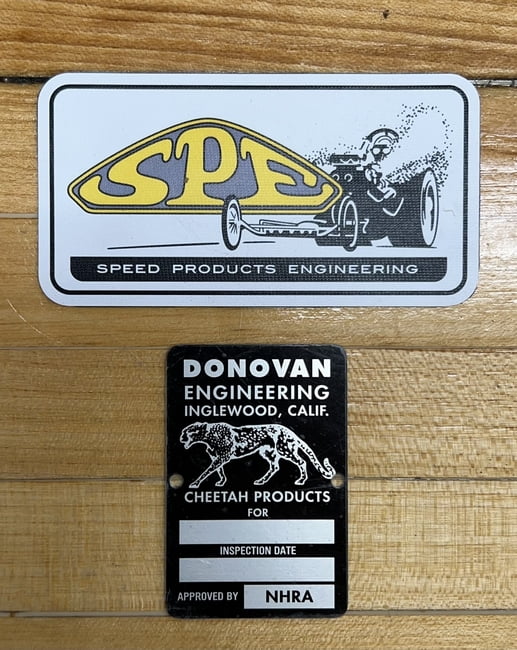 SPE
SPEED PRODUCTS ENGINEERING
DONOVAN
ENGINEERING
INGLEWOOD, CALIF.
CHEETAH PRODUCTS
FOR
INSPECTION DATE
APPROVED BY NHRA